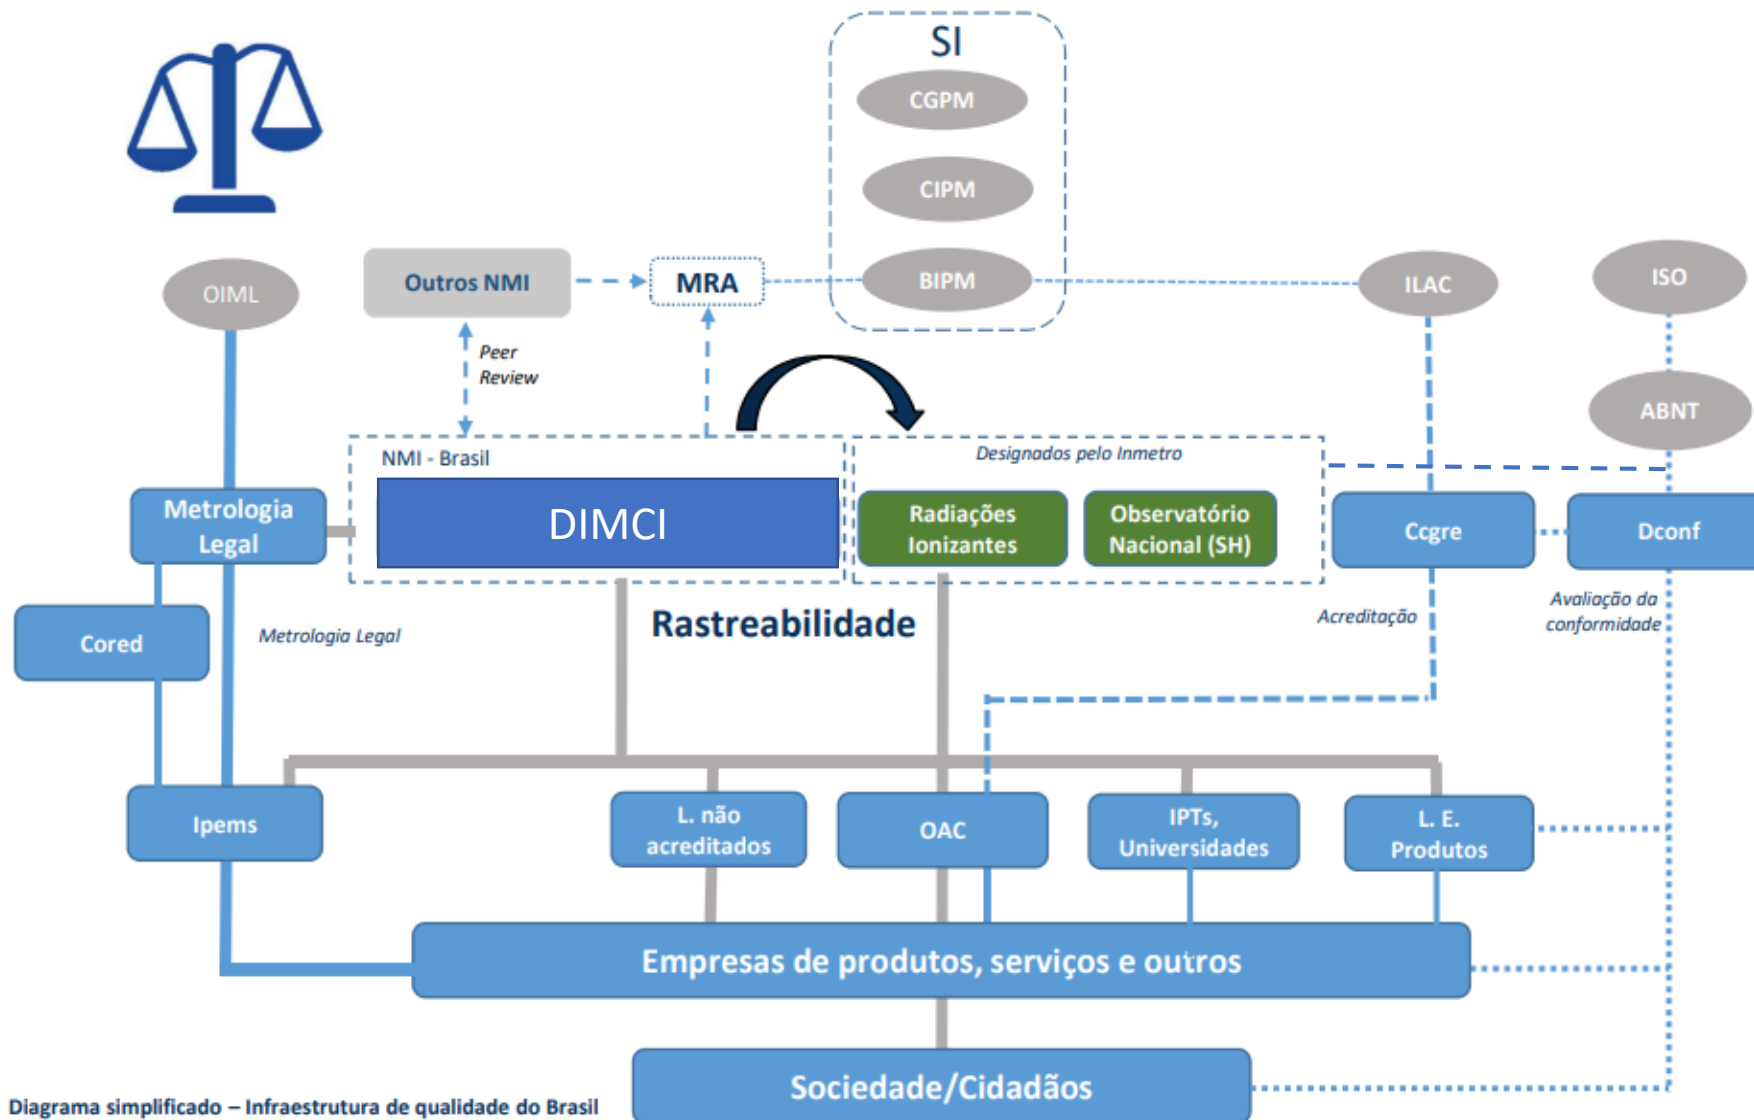 SI
CGPM
CIPM
BIPM
OIML
Outros NMI
MRA
ILAC
ISO
ABNT
Peer
Review
NMI - Brasil
DIMCI
Designados pelo Inmetro
Radiações
Ionizantes
Observatório
Nacional (SH)
Metrologia
Legal
Ccgre
Dconf
Cored
Metrologia Legal
Rastreabilidade
Acreditação
Avaliação da
conformidade
Ipems
L. não
acreditados
OAC
IPTs,
Universidades
L. E.
Produtos
Empresas de produtos, serviços e outros
Sociedade/Cidadãos
Diagrama simplificado – Infraestrutura de qualidade do Brasil